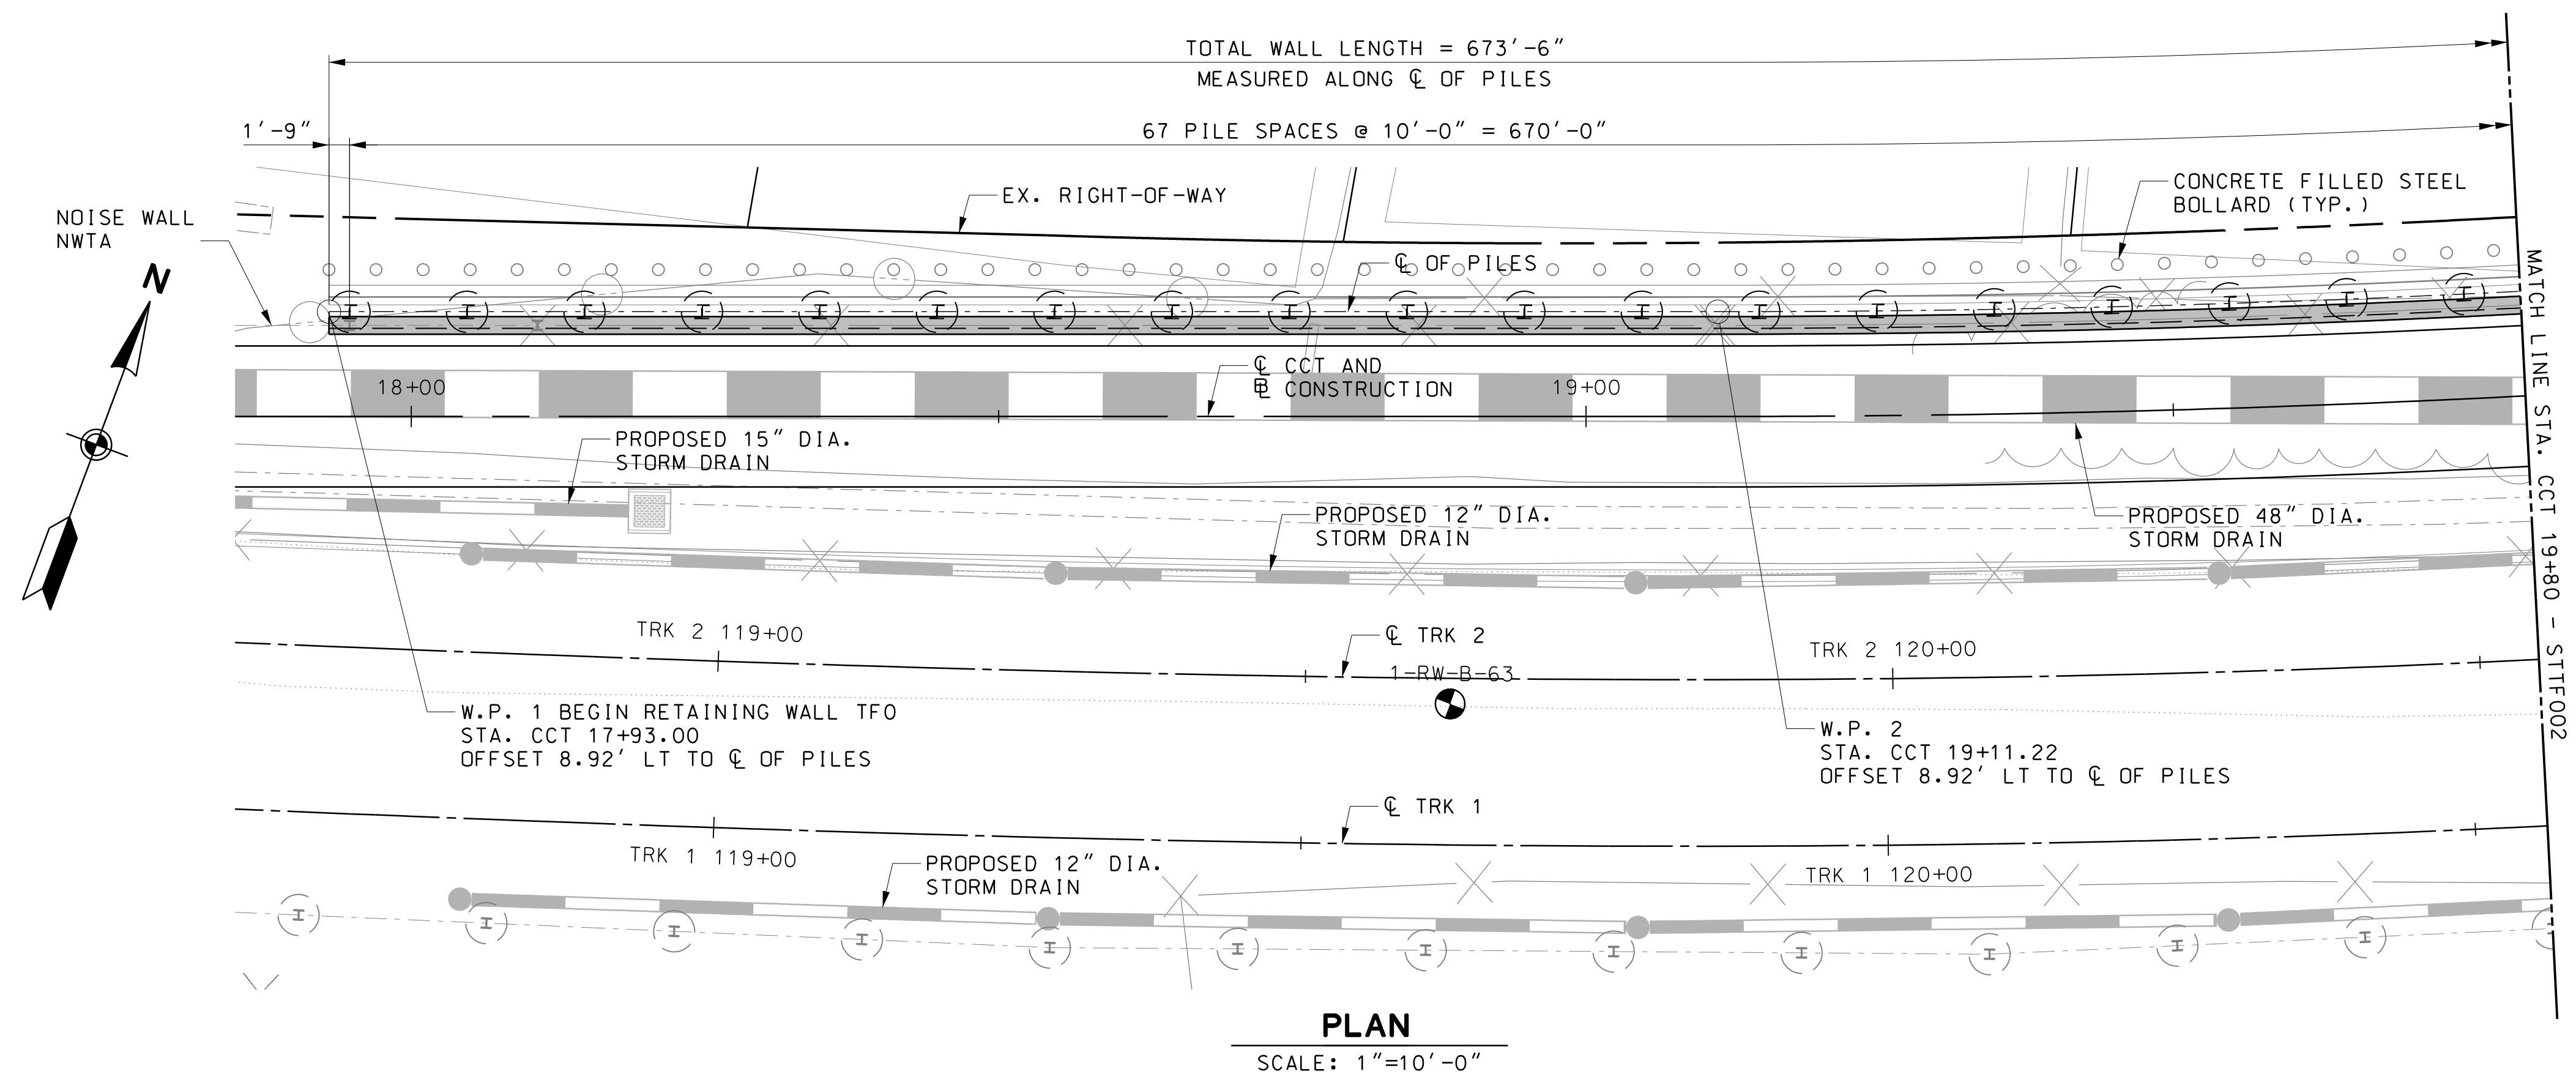 TOTAL WALL LENGTH = 673'-6"
MEASURED ALONG ℄ OF PILES
1'-9"
67 PILE SPACES @ 10'-0" = 670'-0"
EX. RIGHT-OF-WAY
CONCRETE FILLED STEEL
BOLLARD (TYP.)
NOISE WALL
NWTA
N
℄ OF PILES
MATCH LINE STA. CCT 19+80 - STTF002
℄ CCT AND
BL CONSTRUCTION
18+00
19+00
PROPOSED 15" DIA.
STORM DRAIN
PROPOSED 12" DIA.
STORM DRAIN
PROPOSED 48" DIA.
STORM DRAIN
TRK 2 119+00
℄ TRK 2
TRK 2 120+00
1-RW-B-63
W.P. 1 BEGIN RETAINING WALL TFO
STA. CCT 17+93.00
OFFSET 8.92' LT TO ℄ OF PILES
W.P. 2
STA. CCT 19+11.22
OFFSET 8.92' LT TO ℄ OF PILES
℄ TRK 1
TRK 1 119+00
PROPOSED 12" DIA.
STORM DRAIN
TRK 1 120+00
PLAN
SCALE: 1"=10'-0"